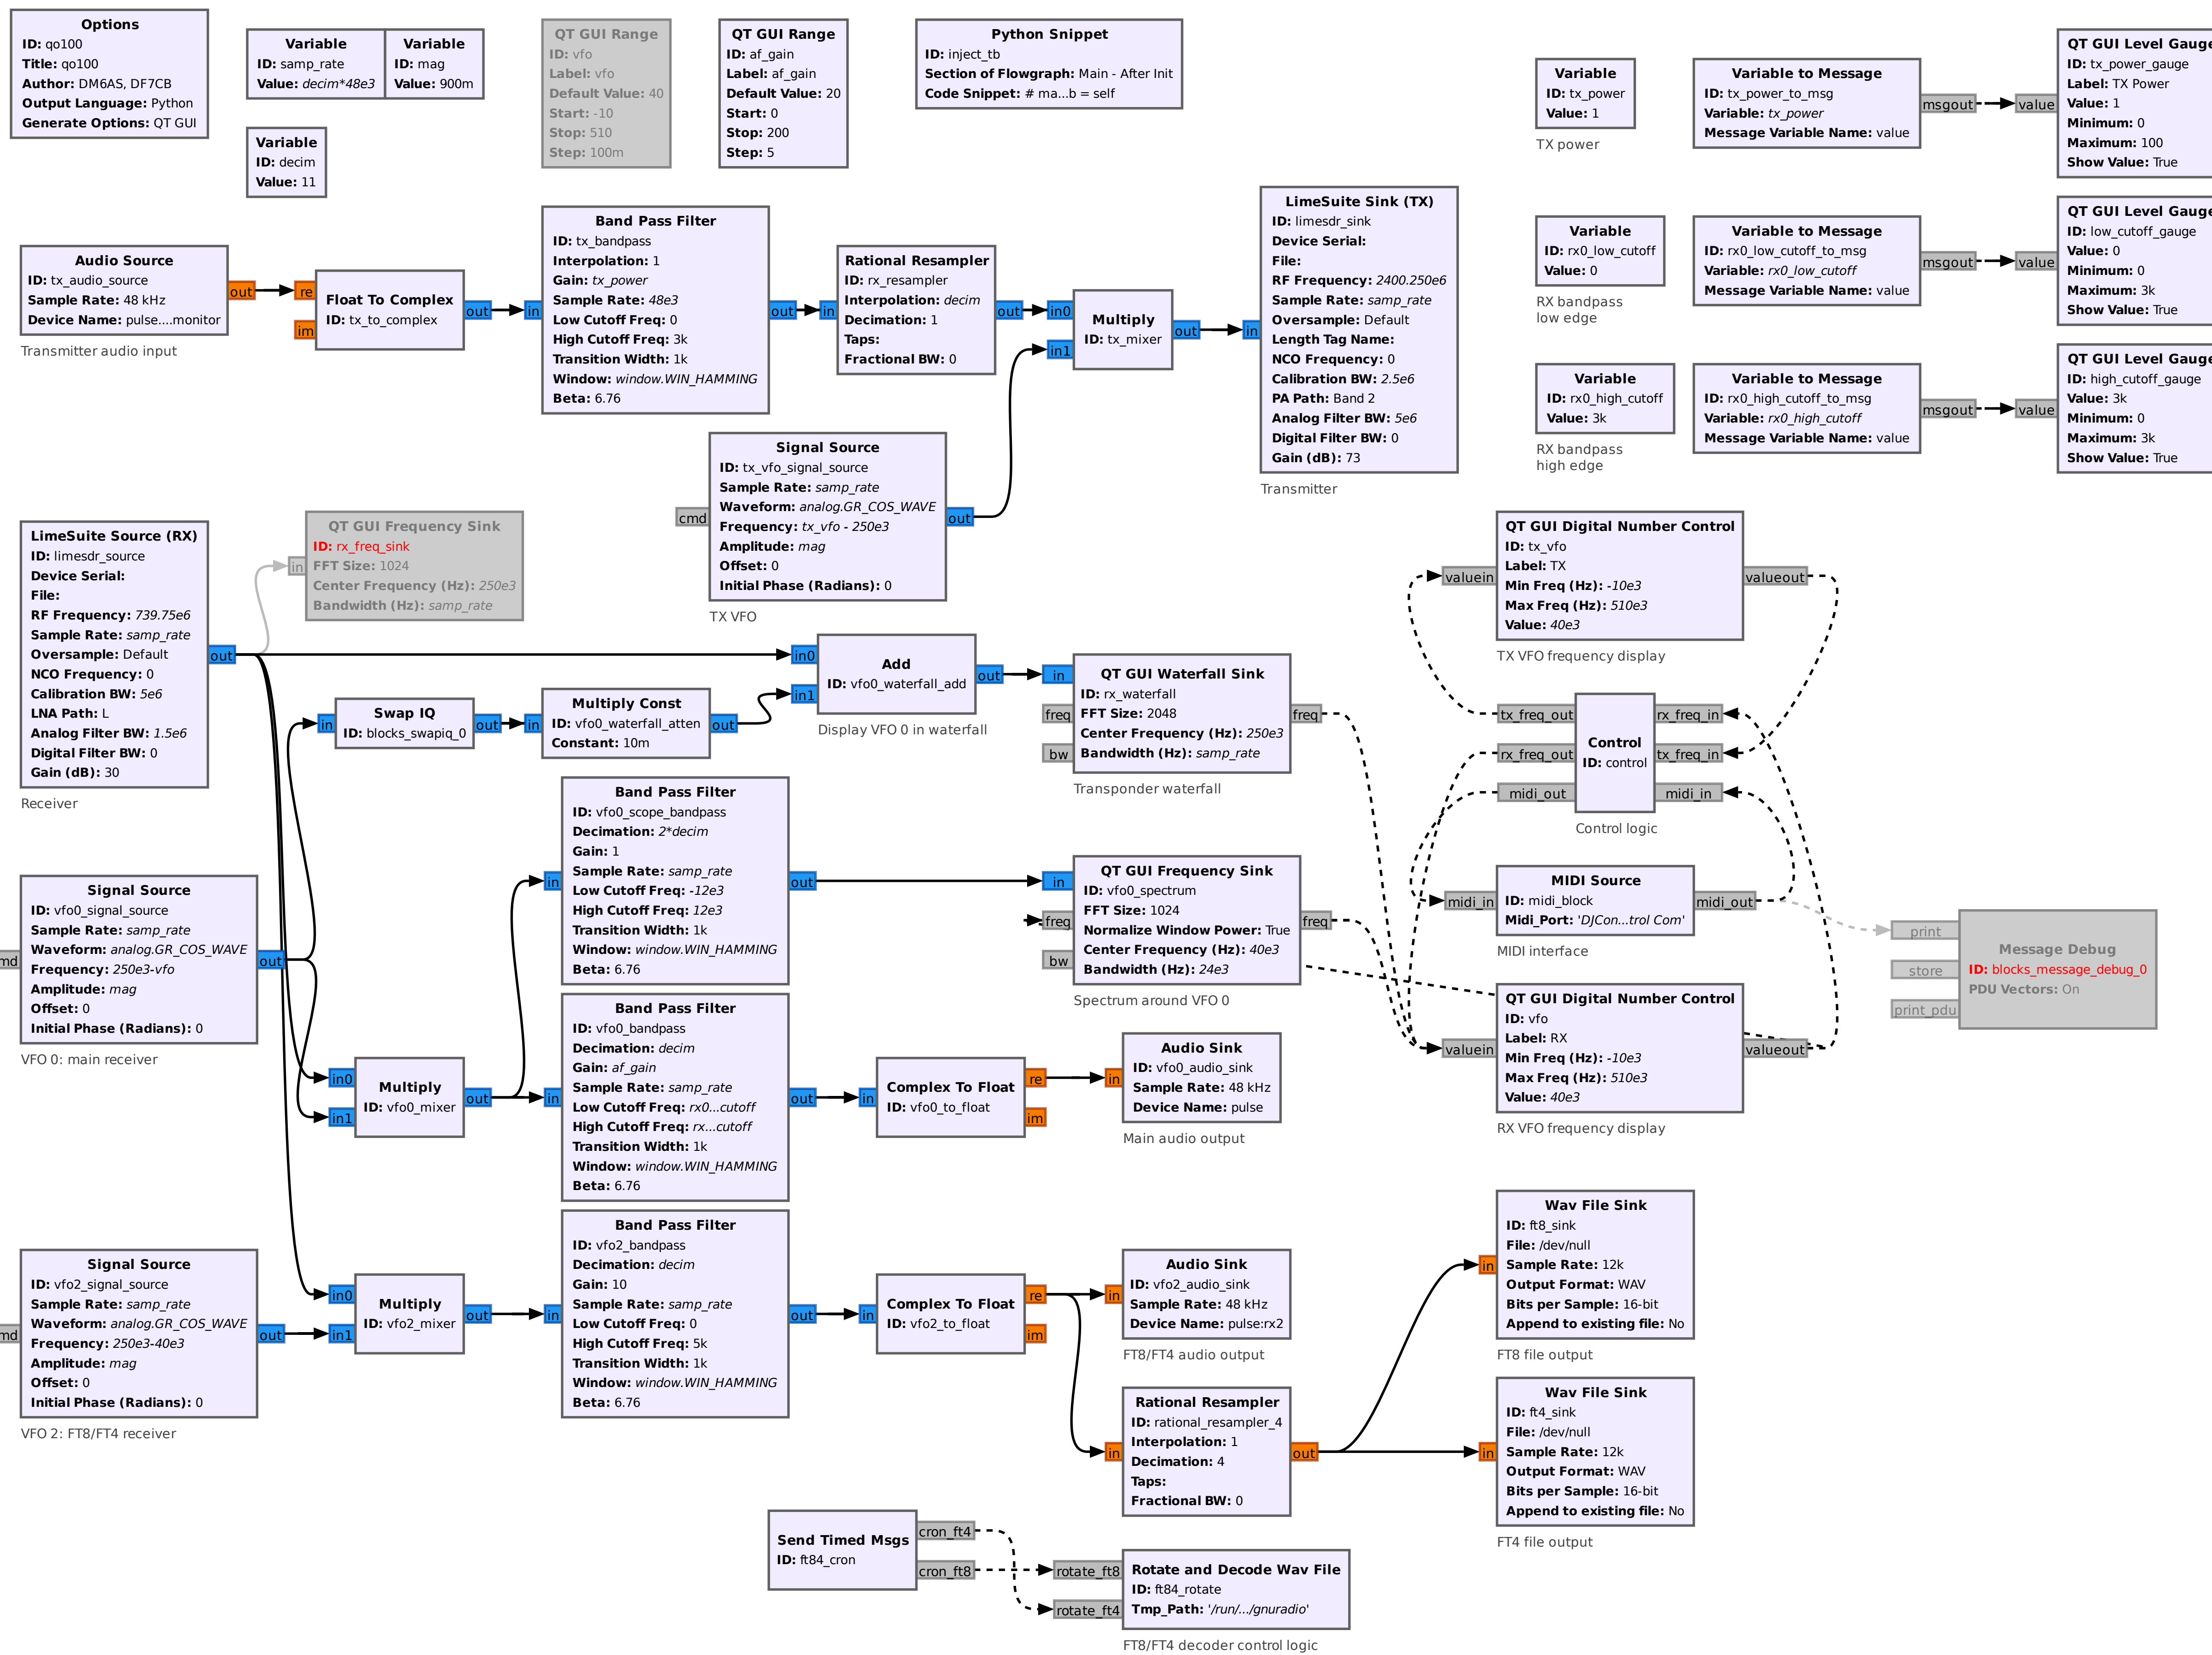 Options
ID: qo100
Title: qo100
Author: DM6AS, DF7CB
Output Language: Python
Generate Options: QT GUI
Variable
ID: samp_rate
Value: decim*48e3
Variable
ID: mag
Value: 900m
Variable
ID: decim
Value: 11
QT GUI Range
ID: vfo
Label: vfo
Default Value: 40
Start: -10
Stop: 510
Step: 100m
QT GUI Range
ID: af_gain
Label: af_gain
Default Value: 20
Start: 0
Stop: 200
Step: 5
Python Snippet
ID: inject_tb
Section of Flowgraph: Main - After Init
Code Snippet: # ma...b = self
Variable
ID: tx_power
Value: 1
TX power
Variable to Message
ID: tx_power_to_msg
Variable: tx_power
Message Variable Name: value
msgout
value
QT GUI Level Gauge
ID: tx_power_gauge
Label: TX Power
Value: 1
Minimum: 0
Maximum: 100
Show Value: True
Variable
ID: rx0_low_cutoff
Value: 0
RX bandpass
low edge
Variable to Message
ID: rx0_low_cutoff_to_msg
Variable: rx0_low_cutoff
Message Variable Name: value
msgout
value
QT GUI Level Gauge
ID: low_cutoff_gauge
Value: 0
Minimum: 0
Maximum: 3k
Show Value: True
Variable
ID: rx0_high_cutoff
Value: 3k
RX bandpass
high edge
Variable to Message
ID: rx0_high_cutoff_to_msg
Variable: rx0_high_cutoff
Message Variable Name: value
msgout
value
QT GUI Level Gauge
ID: high_cutoff_gauge
Value: 3k
Minimum: 0
Maximum: 3k
Show Value: True
Audio Source
ID: tx_audio_source
Sample Rate: 48 kHz
Device Name: pulse....monitor
out
Transmitter audio input
re
im
Float To Complex
ID: tx_to_complex
out
in
Band Pass Filter
ID: tx_bandpass
Interpolation: 1
Gain: tx_power
Sample Rate: 48e3
Low Cutoff Freq: 0
High Cutoff Freq: 3k
Transition Width: 1k
Window: window.WIN_HAMMING
Beta: 6.76
out
in
Rational Resampler
ID: rx_resampler
Interpolation: decim
Decimation: 1
Taps:
Fractional BW: 0
out
in0
in1
Multiply
ID: tx_mixer
out
in
LimeSuite Sink (TX)
ID: limesdr_sink
Device Serial:
File:
RF Frequency: 2400.250e6
Sample Rate: samp_rate
Oversample: Default
Length Tag Name:
NCO Frequency: 0
Calibration BW: 2.5e6
PA Path: Band 2
Analog Filter BW: 5e6
Digital Filter BW: 0
Gain (dB): 73
Transmitter
cmd
Signal Source
ID: tx_vfo_signal_source
Sample Rate: samp_rate
Waveform: analog.GR_COS_WAVE
Frequency: tx_vfo - 250e3
Amplitude: mag
Offset: 0
Initial Phase (Radians): 0
out
TX VFO
LimeSuite Source (RX)
ID: limesdr_source
Device Serial:
File:
RF Frequency: 739.75e6
Sample Rate: samp_rate
Oversample: Default
NCO Frequency: 0
Calibration BW: 5e6
LNA Path: L
Analog Filter BW: 1.5e6
Digital Filter BW: 0
Gain (dB): 30
out
Receiver
in
QT GUI Frequency Sink
ID: rx_freq_sink
FFT Size: 1024
Center Frequency (Hz): 250e3
Bandwidth (Hz): samp_rate
in
Swap IQ
ID: blocks_swapiq_0
out
in
Multiply Const
ID: vfo0_waterfall_atten
Constant: 10m
out
in0
in1
Add
ID: vfo0_waterfall_add
out
Display VFO 0 in waterfall
in
freq
bw
QT GUI Waterfall Sink
ID: rx_waterfall
FFT Size: 2048
Center Frequency (Hz): 250e3
Bandwidth (Hz): samp_rate
freq
Transponder waterfall
valuein
QT GUI Digital Number Control
ID: tx_vfo
Label: TX
Min Freq (Hz): -10e3
Max Freq (Hz): 510e3
Value: 40e3
valueout
TX VFO frequency display
tx_freq_out
rx_freq_out
midi_out
Control
ID: control
rx_freq_in
tx_freq_in
midi_in
Control logic
midi_in
MIDI Source
ID: midi_block
Midi_Port: 'DJCon...trol Com'
midi_out
MIDI interface
print
store
print_pdu
Message Debug
ID: blocks_message_debug_0
PDU Vectors: On
in
Band Pass Filter
ID: vfo0_scope_bandpass
Decimation: 2*decim
Gain: 1
Sample Rate: samp_rate
Low Cutoff Freq: -12e3
High Cutoff Freq: 12e3
Transition Width: 1k
Window: window.WIN_HAMMING
Beta: 6.76
out
in
freq
bw
QT GUI Frequency Sink
ID: vfo0_spectrum
FFT Size: 1024
Normalize Window Power: True
Center Frequency (Hz): 40e3
Bandwidth (Hz): 24e3
freq
Spectrum around VFO 0
valuein
QT GUI Digital Number Control
ID: vfo
Label: RX
Min Freq (Hz): -10e3
Max Freq (Hz): 510e3
Value: 40e3
valueout
RX VFO frequency display
md
Signal Source
ID: vfo0_signal_source
Sample Rate: samp_rate
Waveform: analog.GR_COS_WAVE
Frequency: 250e3-vfo
Amplitude: mag
Offset: 0
Initial Phase (Radians): 0
out
VFO 0: main receiver
in0
in1
Multiply
ID: vfo0_mixer
out
in
Band Pass Filter
ID: vfo0_bandpass
Decimation: decim
Gain: af_gain
Sample Rate: samp_rate
Low Cutoff Freq: rx0...cutoff
High Cutoff Freq: rx...cutoff
Transition Width: 1k
Window: window.WIN_HAMMING
Beta: 6.76
out
in
Complex To Float
ID: vfo0_to_float
re
im
in
Audio Sink
ID: vfo0_audio_sink
Sample Rate: 48 kHz
Device Name: pulse
Main audio output
md
Signal Source
ID: vfo2_signal_source
Sample Rate: samp_rate
Waveform: analog.GR_COS_WAVE
Frequency: 250e3-40e3
Amplitude: mag
Offset: 0
Initial Phase (Radians): 0
out
VFO 2: FT8/FT4 receiver
in0
in1
Multiply
ID: vfo2_mixer
out
in
Band Pass Filter
ID: vfo2_bandpass
Decimation: decim
Gain: 10
Sample Rate: samp_rate
Low Cutoff Freq: 0
High Cutoff Freq: 5k
Transition Width: 1k
Window: window.WIN_HAMMING
Beta: 6.76
out
in
Complex To Float
ID: vfo2_to_float
re
im
in
Audio Sink
ID: vfo2_audio_sink
Sample Rate: 48 kHz
Device Name: pulse:rx2
FT8/FT4 audio output
in
Rational Resampler
ID: rational_resampler_4
Interpolation: 1
Decimation: 4
Taps:
Fractional BW: 0
out
in
Wav File Sink
ID: ft8_sink
File: /dev/null
Sample Rate: 12k
Output Format: WAV
Bits per Sample: 16-bit
Append to existing file: No
FT8 file output
in
Wav File Sink
ID: ft4_sink
File: /dev/null
Sample Rate: 12k
Output Format: WAV
Bits per Sample: 16-bit
Append to existing file: No
FT4 file output
Send Timed Msgs
ID: ft84_cron
cron_ft4
cron_ft8
rotate_ft8
rotate_ft4
Rotate and Decode Wav File
ID: ft84_rotate
Tmp_Path: '/run/.../gnuradio'
FT8/FT4 decoder control logic